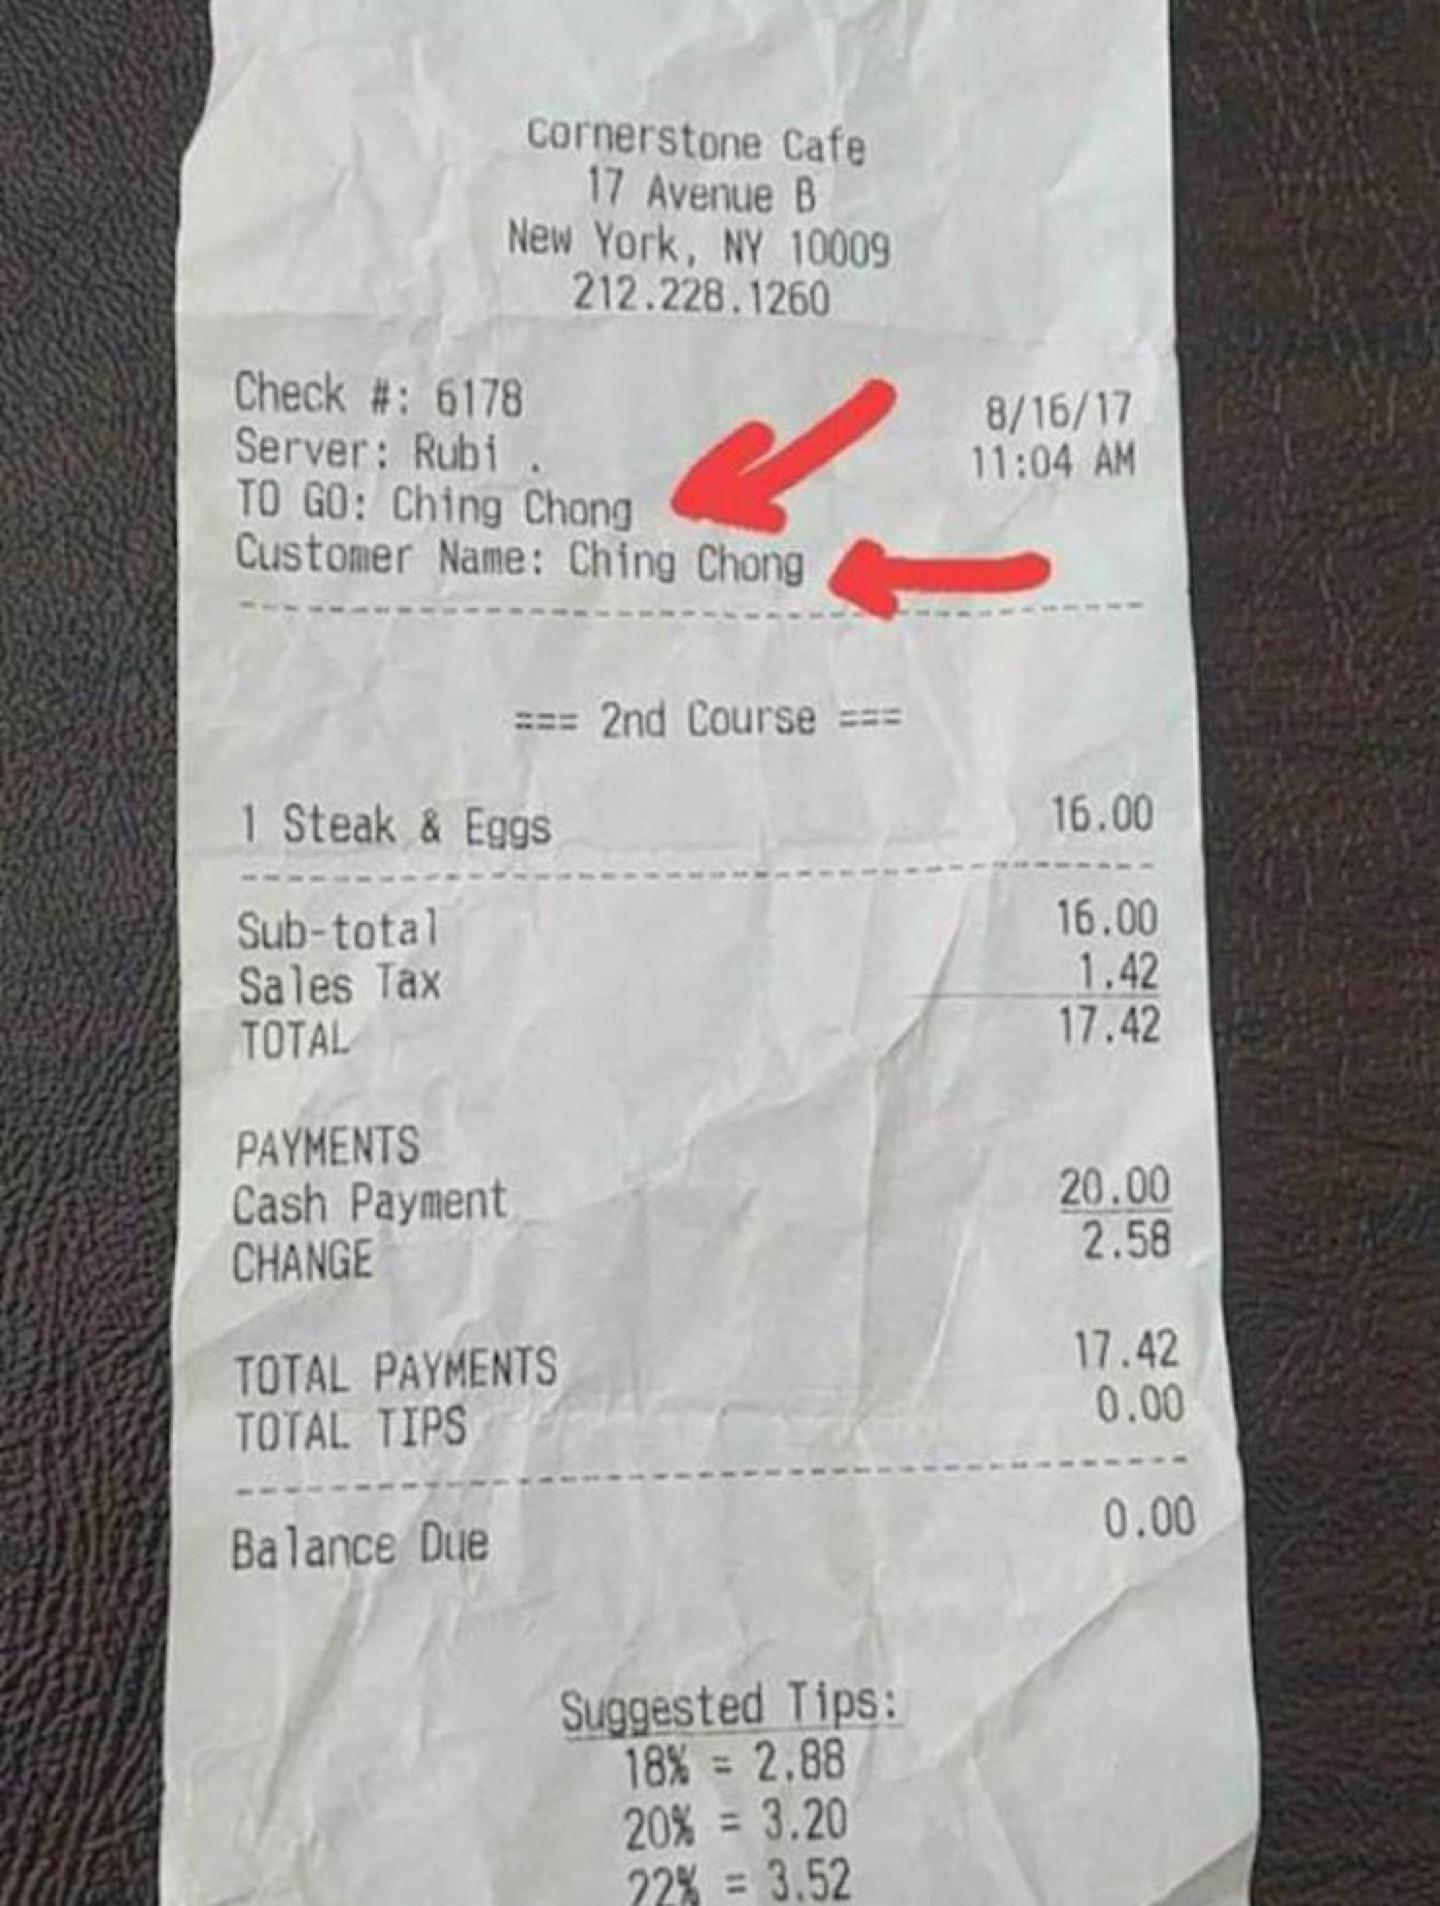 Cornerstone Cafe
17 Avenue B
New York, NY 10009
212.228.1260
Check #: 6178 8/16/17
Server: Rubi . 11:04 AM
TO GO: Ching Chong
Customer Name: Ching Chong
=== 2nd Course ===
1 Steak & Eggs 16.00
Sub-total 16.00
Sales Tax 1.42
TOTAL 17.42
PAYMENTS
Cash Payment 20.00
CHANGE 2.58
TOTAL PAYMENTS 17.42
TOTAL TIPS 0.00
Balance Due 0.00
Suggested Tips:
18% = 2.88
20% = 3.20
22% = 3.52